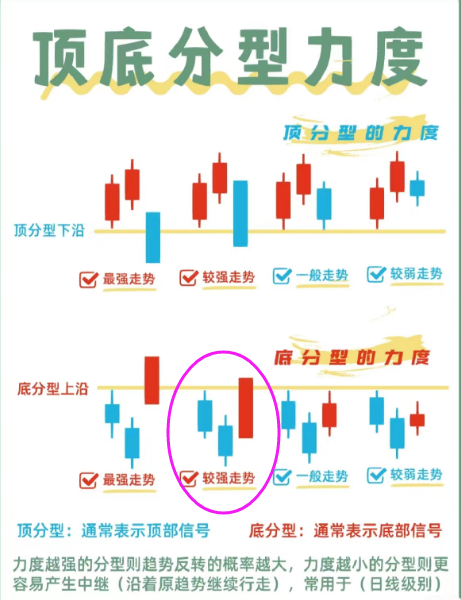 顶底分型力度
顶分型的力度
顶分型下沿
最强走势 较强走势 一般走势 较弱走势
底分型的力度
底分型上沿
最强走势 较强走势 一般走势 较弱走势
顶分型：通常表示顶部信号 底分型：通常表示底部信号
力度越强的分型则趋势反转的概率越大，力度越小的分型则更
容易产生中继（沿着原趋势继续行走），常用于（日线级别）